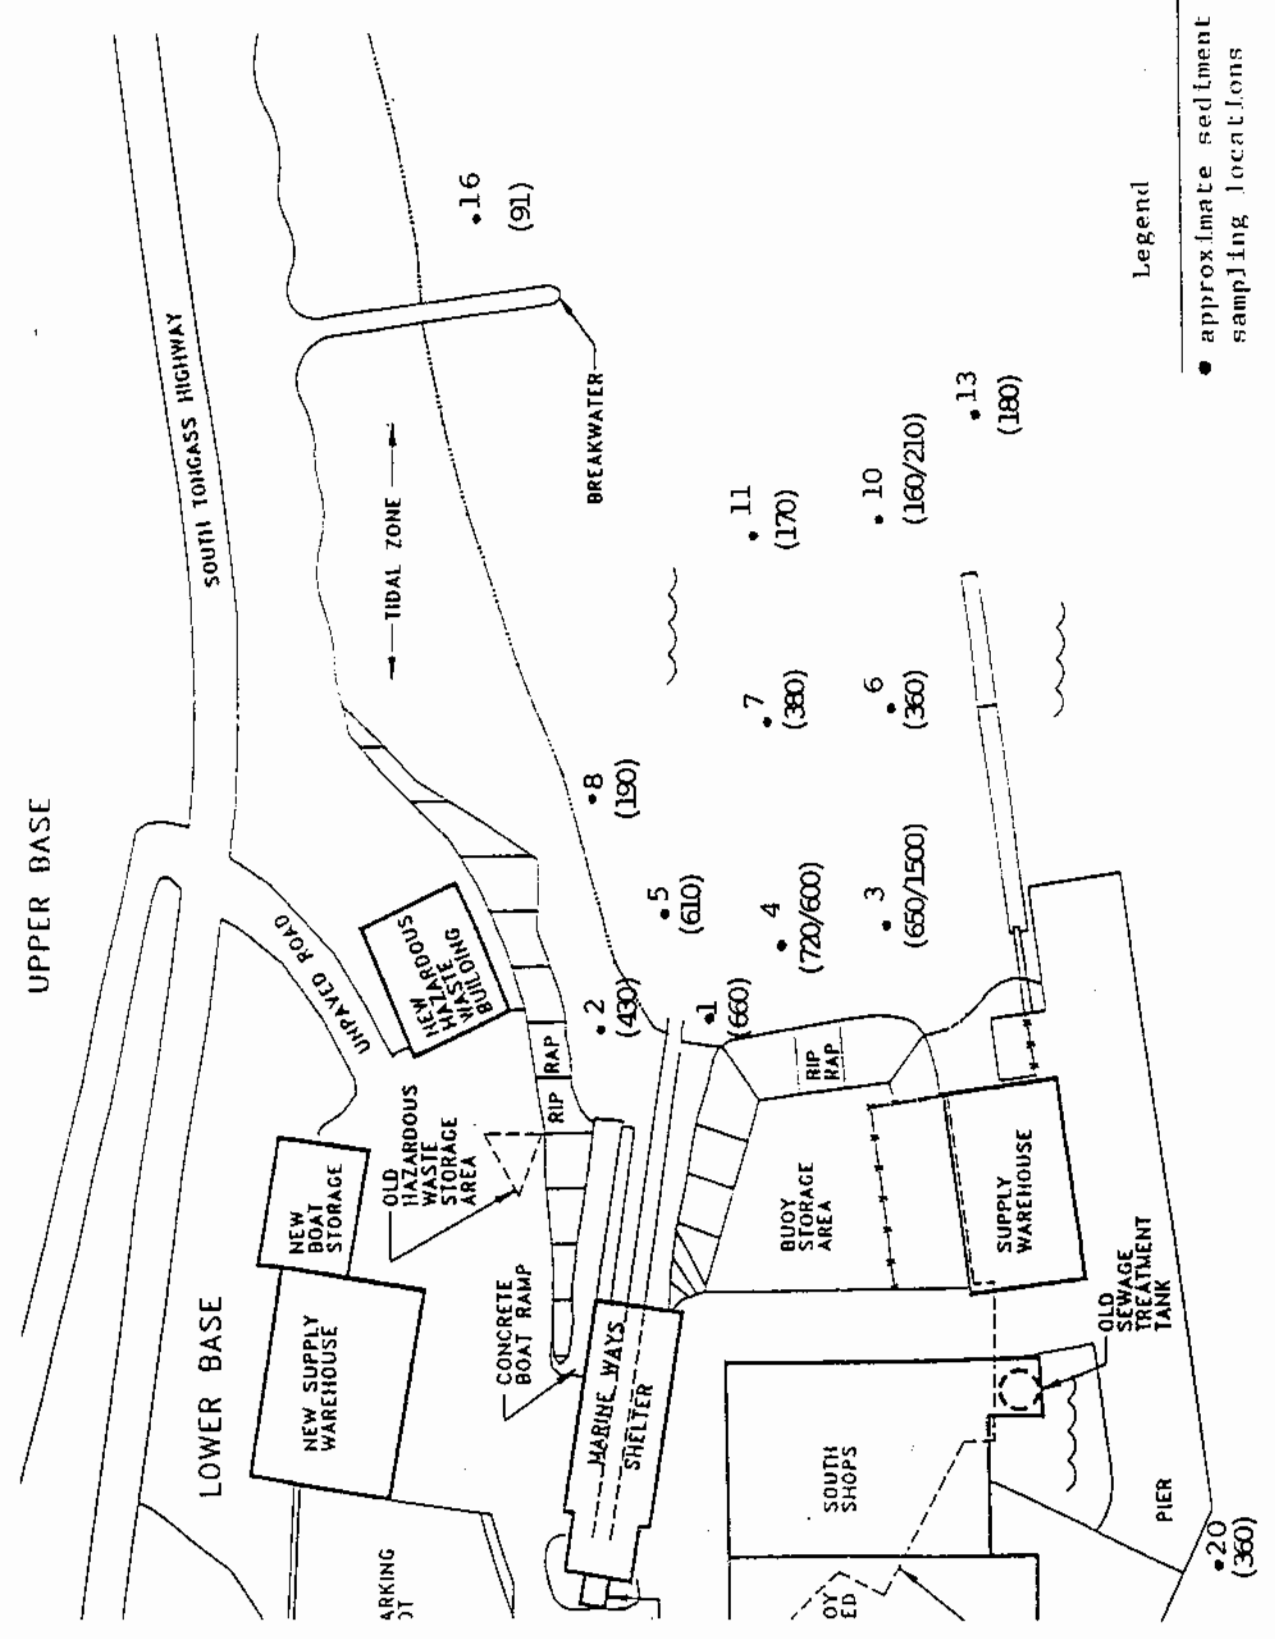 UPPER BASE
SOUTH TONGASS HIGHWAY
LOWER BASE
UNPAVED ROAD
NEW
HAZARDOUS
WASTE
BUILDING
NEW
BOAT
STORAGE
NEW SUPPLY
WAREHOUSE
ARKING
OT
OLD
HAZARDOUS
WASTE
STORAGE
AREA
RIP RAP
TIDAL ZONE
BREAKWATER
CONCRETE
BOAT RAMP
MARINE WAYS
SHELTER
16
(91)
8
(190)
2
(430)
5
(610)
1
(660)
7
(380)
11
(170)
4
(720/600)
3
(650/1500)
6
(360)
10
(160/210)
13
(180)
RIP
RAP
BUOY
STORAGE
AREA
SUPPLY
WAREHOUSE
SOUTH
SHOPS
OY
ED
OLD
SEWAGE
TREATMENT
TANK
PIER
20
(360)
Legend
• approximate sediment
sampling locations